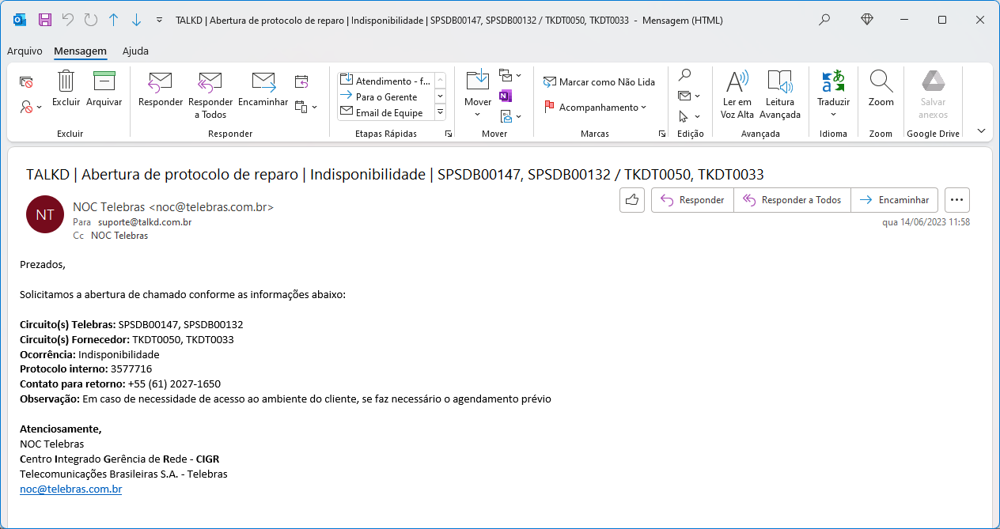 TALKD | Abertura de protocolo de reparo | Indisponibilidade | SPSDB00147, SPSDB00132 / TKDT0050, TKDT0033 - Mensagem (HTML)
Arquivo Mensagem Ajuda
Excluir
Arquivar
Responder
Responder a Todos
Encaminhar
Atendimento - f...
Para o Gerente
Email de Equipe
Mover
Marcar como Não Lida
Acompanhamento
Ler em Voz Alta
Leitura Avançada
Traduzir
Zoom
Salvar anexos
Excluir Responder Etapas Rápidas Mover Marcas Edição Avançada Idioma Zoom Google Drive
TALKD | Abertura de protocolo de reparo | Indisponibilidade | SPSDB00147, SPSDB00132 / TKDT0050, TKDT0033
NT
NOC Telebras <noc@telebras.com.br>
Para suporte@talkd.com.br
Cc NOC Telebras
Responder Responder a Todos Encaminhar
qua 14/06/2023 11:58
Prezados,
Solicitamos a abertura de chamado conforme as informações abaixo:
Circuito(s) Telebras: SPSDB00147, SPSDB00132
Circuito(s) Fornecedor: TKDT0050, TKDT0033
Ocorrência: Indisponibilidade
Protocolo interno: 3577716
Contato para retorno: +55 (61) 2027-1650
Observação: Em caso de necessidade de acesso ao ambiente do cliente, se faz necessário o agendamento prévio
Atenciosamente,
NOC Telebras
Centro Integrado Gerência de Rede - CIGR
Telecomunicações Brasileiras S.A. - Telebras
noc@telebras.com.br